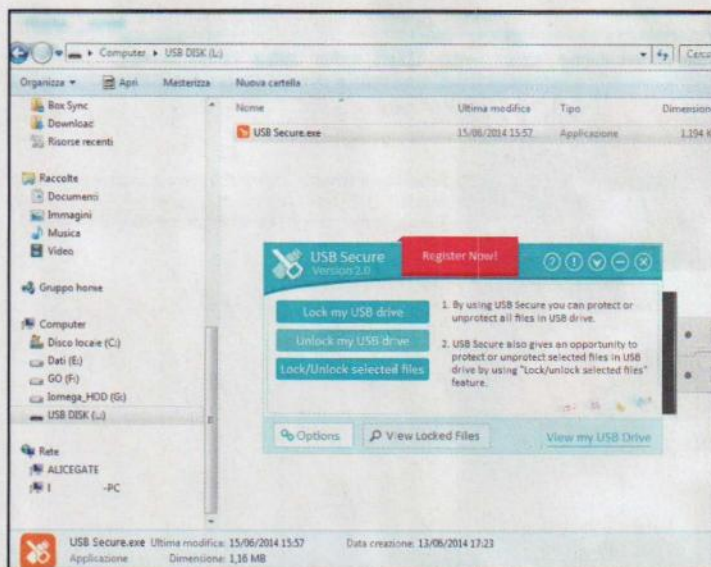 Computer ▸ USB DISK (L:)
Cerca
Organizza Apri Masterizza Nuova cartella
Nome Ultima modifica Tipo Dimension
USB Secure.exe 15/06/2014 15:57 Applicazione 1.194 K
Box Sync
Download
Risorse recenti
Raccolte
Documenti
Immagini
Musica
Video
Gruppo home
Computer
Disco locale (C:)
Dati (E:)
GO (F:)
Iomega_HDD (G:)
USB DISK (L:)
Rete
ALICEGATE
-PC
USB Secure
Version 2.0
Register Now!
Lock my USB drive
Unlock my USB drive
Lock/Unlock selected files
1. By using USB Secure you can protect or
unprotect all files in USB drive.
2. USB Secure also gives an opportunity to
protect or unprotect selected files in USB
drive by using "Lock/unlock selected files"
feature.
Options View Locked Files View my USB Drive
USB Secure.exe Ultima modifica: 15/06/2014 15:57 Data creazione: 13/06/2014 17:23
Applicazione Dimensione: 1,16 MB